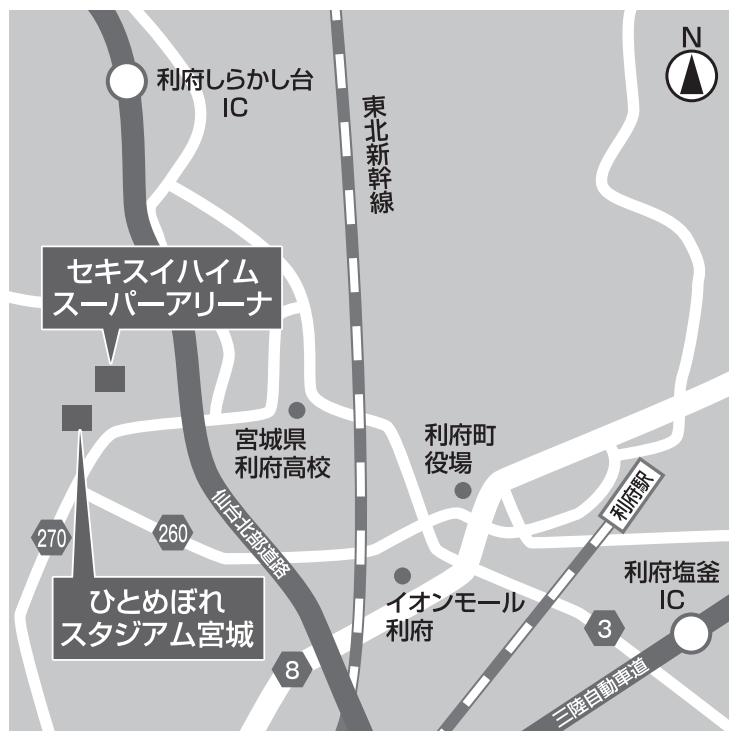 N
利府しらかし台
IC
東北新幹線
セキスイハイム
スーパーアリーナ
宮城県
利府高校
利府町
役場
利府駅
270
260
仙台北部道路
ひとめぼれ
スタジアム宮城
イオンモール
利府
利府塩釜
IC
3
8
三陸自動車道